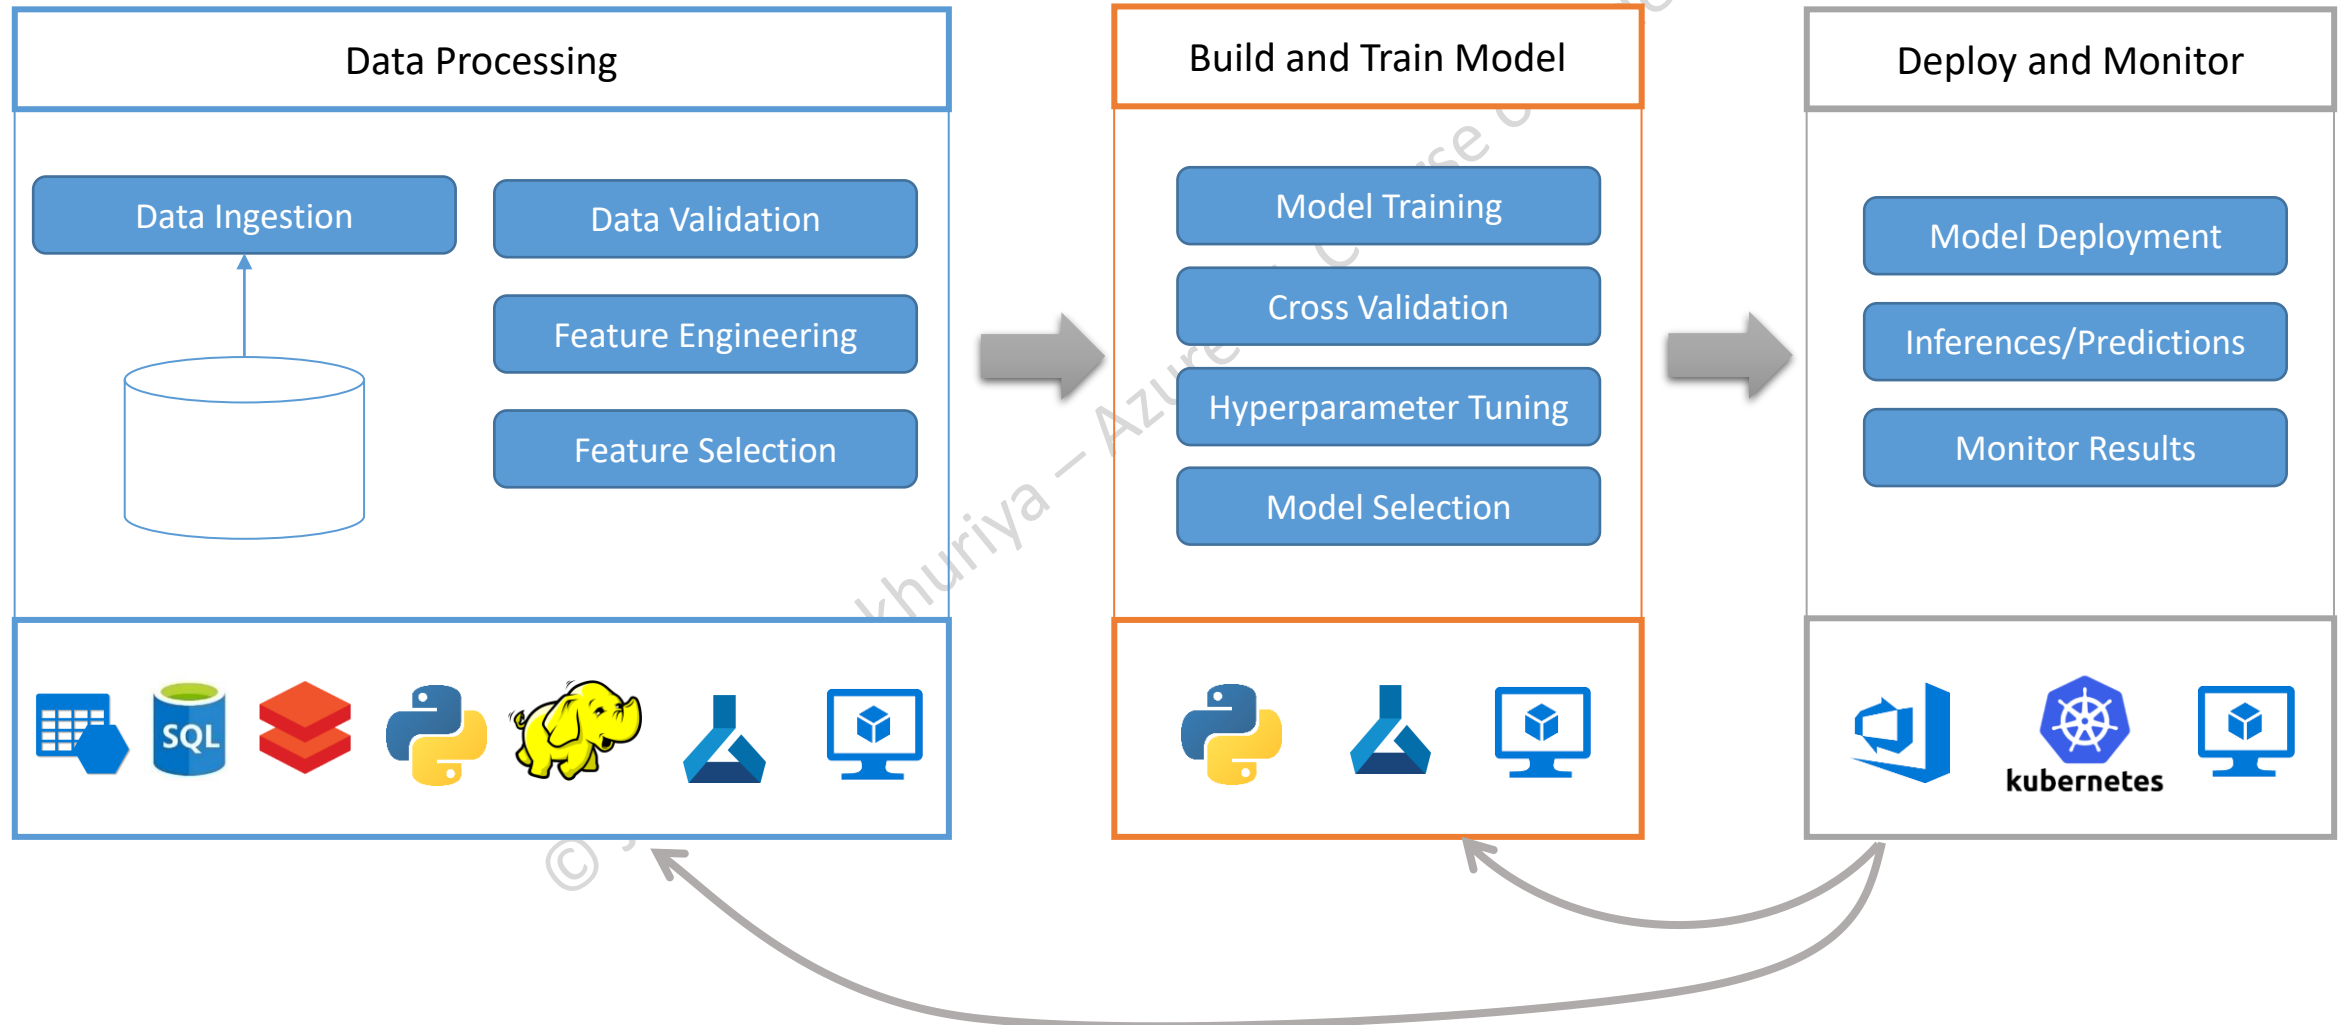 Data Processing
Data Ingestion
Data Validation
Feature Engineering
Feature Selection
SQL
Build and Train Model
Model Training
Cross Validation
Hyperparameter Tuning
Model Selection
Deploy and Monitor
Model Deployment
Inferences/Predictions
Monitor Results
kubernetes
©